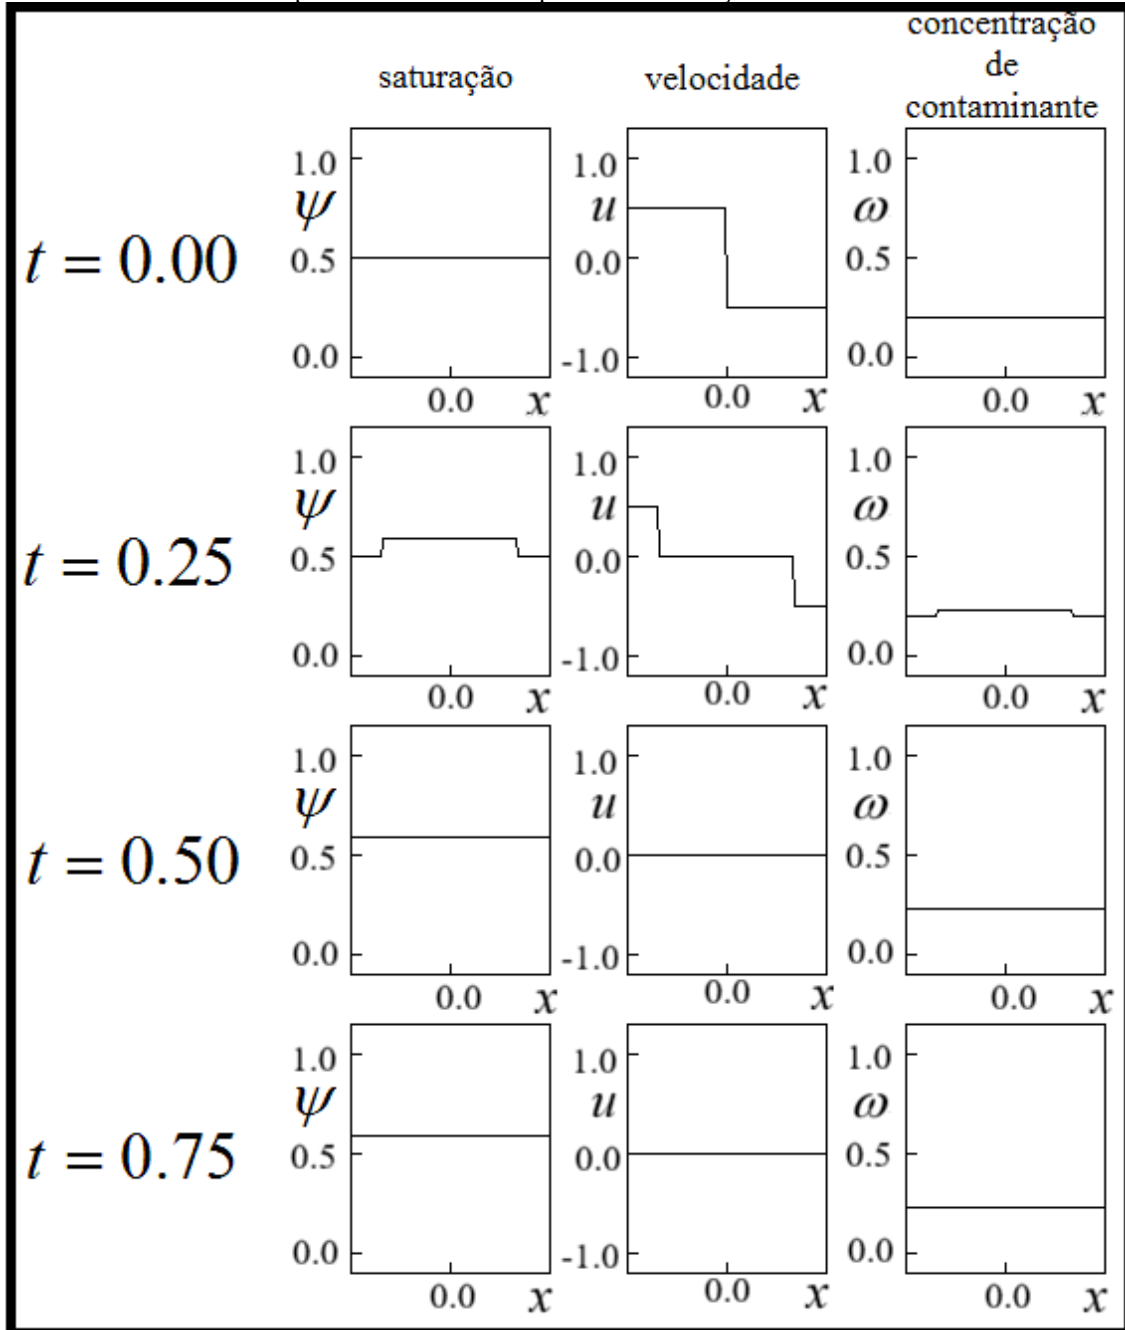 saturação velocidade concentração
de
contaminante
t = 0.00
1.0 ψ 0.5 0.0 0.0 x
1.0 u 0.0 -1.0 0.0 x
1.0 ω 0.5 0.0 0.0 x
t = 0.25
1.0 ψ 0.5 0.0 0.0 x
1.0 u 0.0 -1.0 0.0 x
1.0 ω 0.5 0.0 0.0 x
t = 0.50
1.0 ψ 0.5 0.0 0.0 x
1.0 u 0.0 -1.0 0.0 x
1.0 ω 0.5 0.0 0.0 x
t = 0.75
1.0 ψ 0.5 0.0 0.0 x
1.0 u 0.0 -1.0 0.0 x
1.0 ω 0.5 0.0 0.0 x